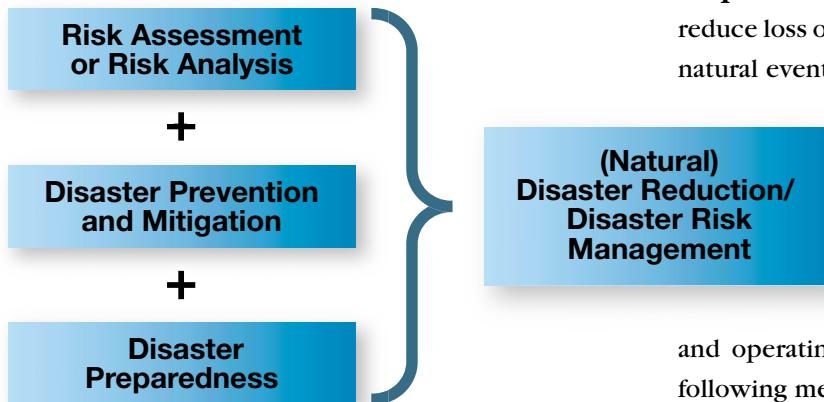 Risk Assessment
or Risk Analysis
+
Disaster Prevention
and Mitigation
+
Disaster
Preparedness
(Natural)
Disaster Reduction/
Disaster Risk
Management
reduce loss
natural event
and operatin
following me